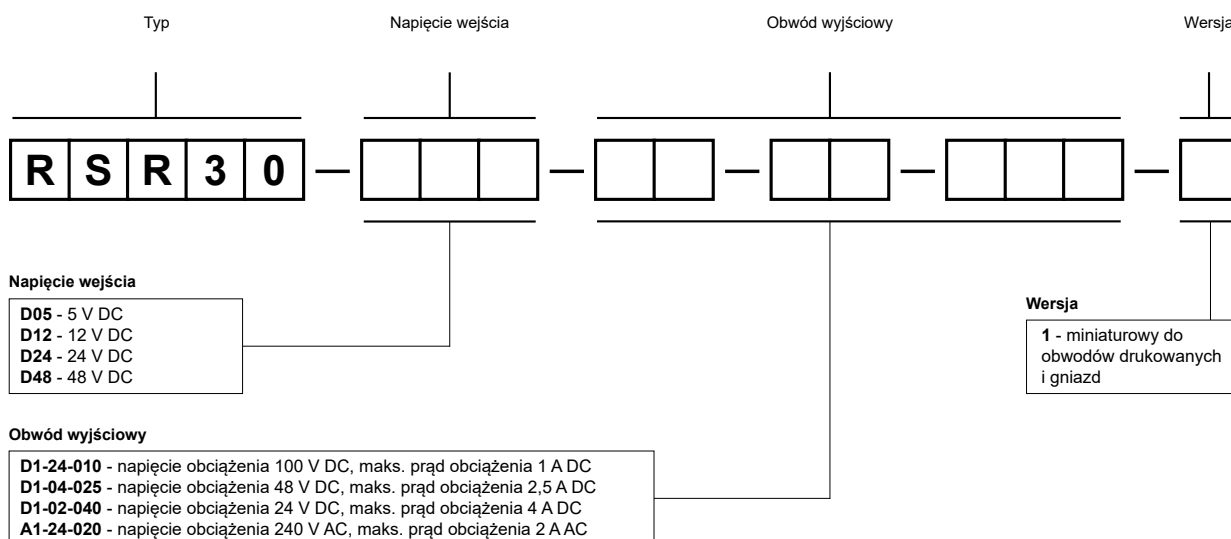 Typ Napięcie wejścia Obwód wyjściowy Wersja
R S R 3 0 — — — — —
Napięcie wejścia
D05 - 5 V DC
D12 - 12 V DC
D24 - 24 V DC
D48 - 48 V DC
Wersja
1 - miniaturowy do
obwodów drukowanych
i gniazd
Obwód wyjściowy
D1-24-010 - napięcie obciążenia 100 V DC, maks. prąd obciążenia 1 A DC
D1-04-025 - napięcie obciążenia 48 V DC, maks. prąd obciążenia 2,5 A DC
D1-02-040 - napięcie obciążenia 24 V DC, maks. prąd obciążenia 4 A DC
A1-24-020 - napięcie obciążenia 240 V AC, maks. prąd obciążenia 2 A AC